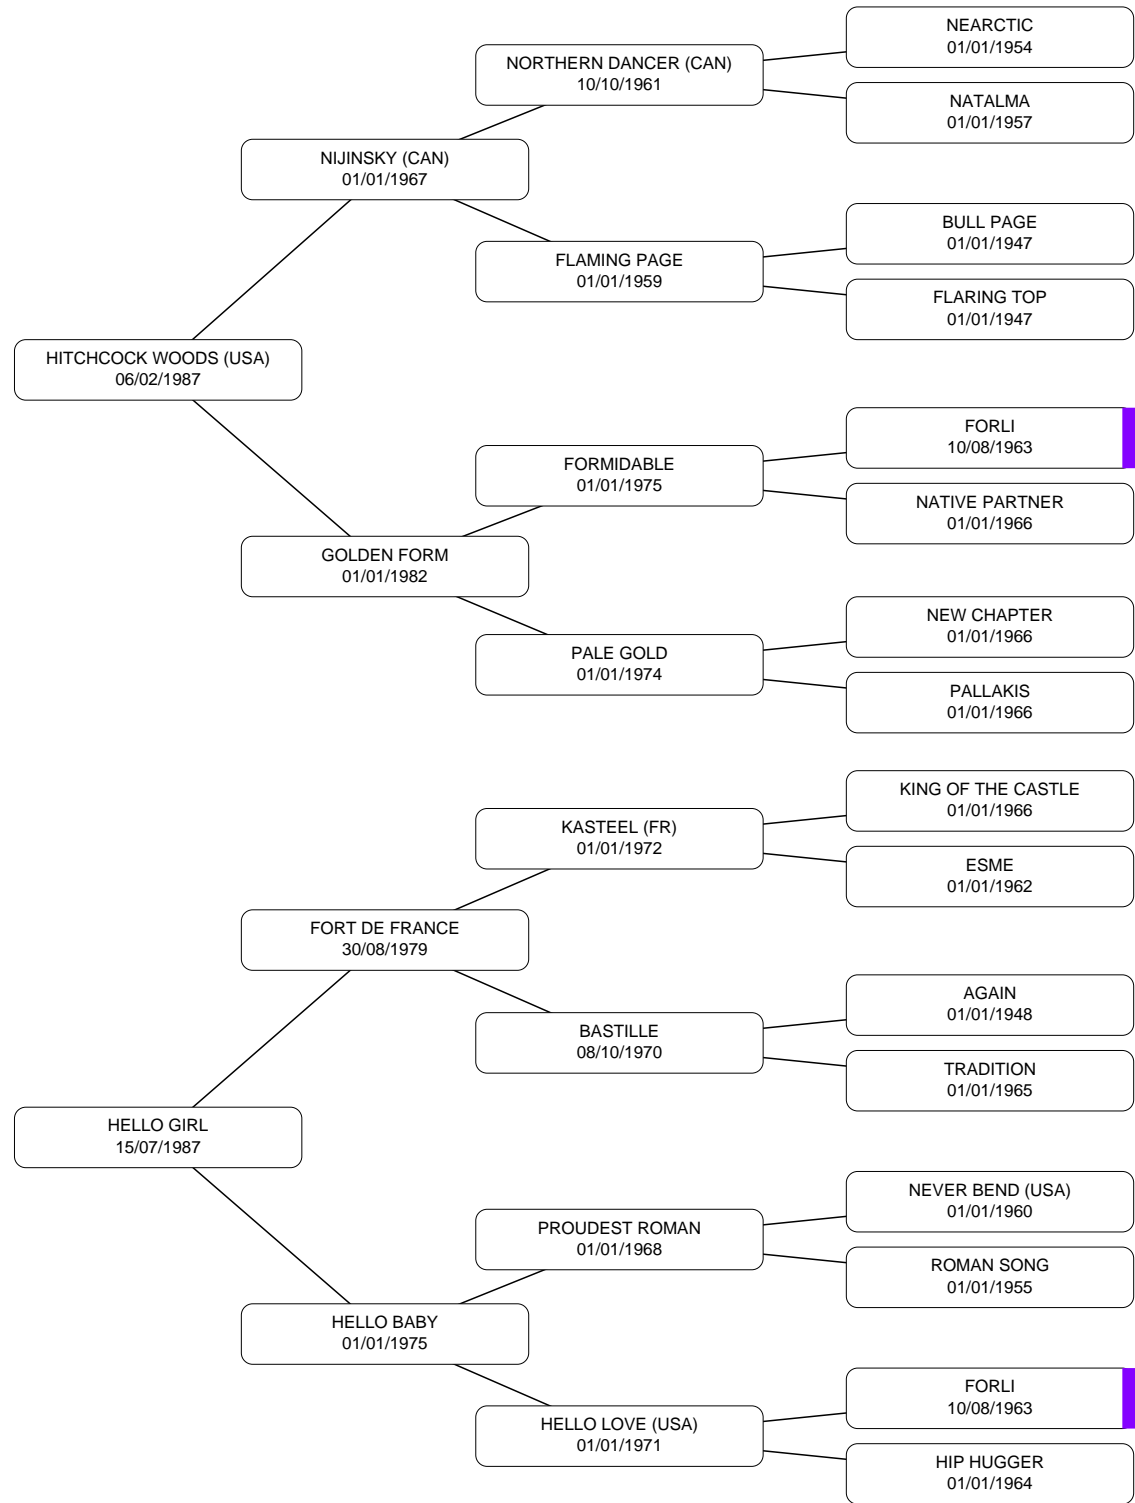 NEARCTIC
01/01/1954
NORTHERN DANCER (CAN)
10/10/1961
NATALMA
01/01/1957
NIJINSKY (CAN)
01/01/1967
BULL PAGE
01/01/1947
FLAMING PAGE
01/01/1959
FLARING TOP
01/01/1947
HITCHCOCK WOODS (USA)
06/02/1987
FORLI
10/08/1963
FORMIDABLE
01/01/1975
NATIVE PARTNER
01/01/1966
GOLDEN FORM
01/01/1982
NEW CHAPTER
01/01/1966
PALE GOLD
01/01/1974
PALLAKIS
01/01/1966
KING OF THE CASTLE
01/01/1966
KASTEEL (FR)
01/01/1972
ESME
01/01/1962
FORT DE FRANCE
30/08/1979
AGAIN
01/01/1948
BASTILLE
08/10/1970
TRADITION
01/01/1965
HELLO GIRL
15/07/1987
NEVER BEND (USA)
01/01/1960
PROUDEST ROMAN
01/01/1968
ROMAN SONG
01/01/1955
HELLO BABY
01/01/1975
FORLI
10/08/1963
HELLO LOVE (USA)
01/01/1971
HIP HUGGER
01/01/1964